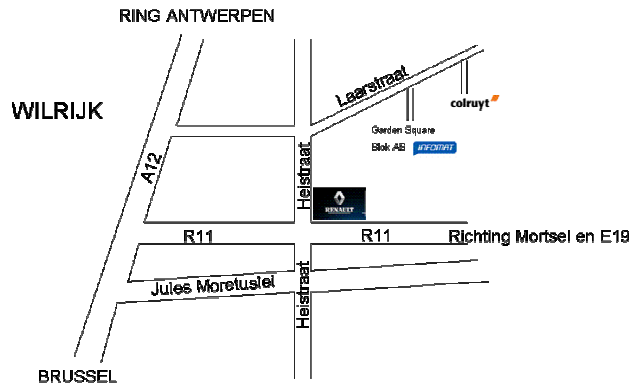 RING ANTWERPEN
WILRIJK
Laarstraat
colruyt
Garden Square
Blok AB INFOMAT
A12
Heistraat
RENAULT
R11
R11
Richting Mortsel en E19
Jules Moretuslei
Heistraat
BRUSSEL